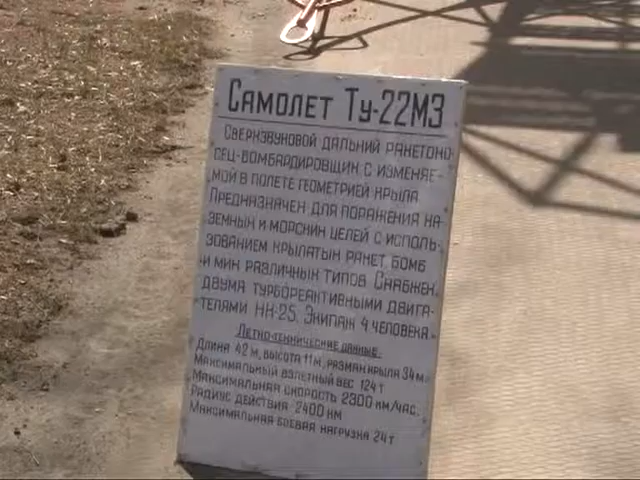 Самолет Ту-22М3
Сверхзвуковой дальний ракетоно-
сец-бомбардировщик с изменяе-
мой в полете геометрией крыла
Предназначен для поражения на-
земных и морских целей с исполь-
зованием крылатых ракет, бомб
и мин различных типов Снабжен
двумя турбореактивными двига-
телями НК-25. Экипаж 4 человека.
Летно-технические данные.
Длина 42 м, высота 11 м, размах крыла 34 м
Максимальный взлетный вес 124 т
Максимальная скорость 2300 км/час.
Радиус действия 2400 км
Максимальная боевая нагрузка 24 т